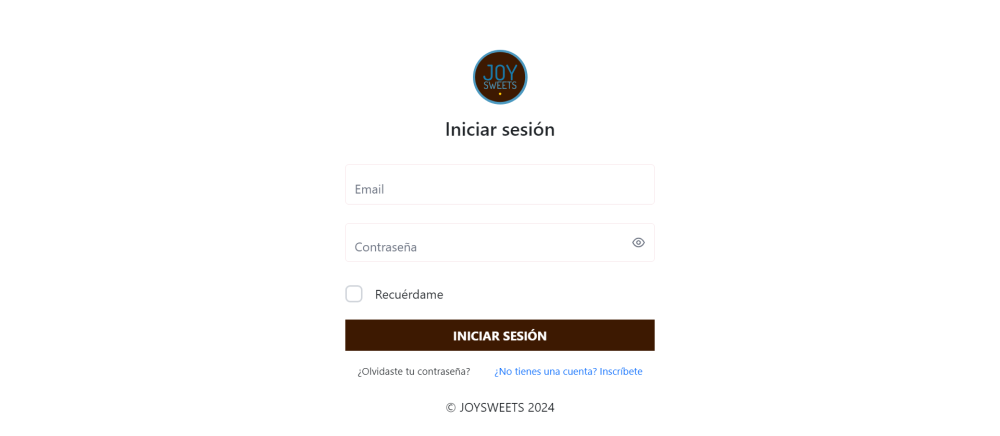 JOY
SWEETS
Iniciar sesión
Email
Contraseña
Recuérdame
INICIAR SESIÓN
¿Olvidaste tu contraseña? ¿No tienes una cuenta? Inscríbete
© JOYSWEETS 2024